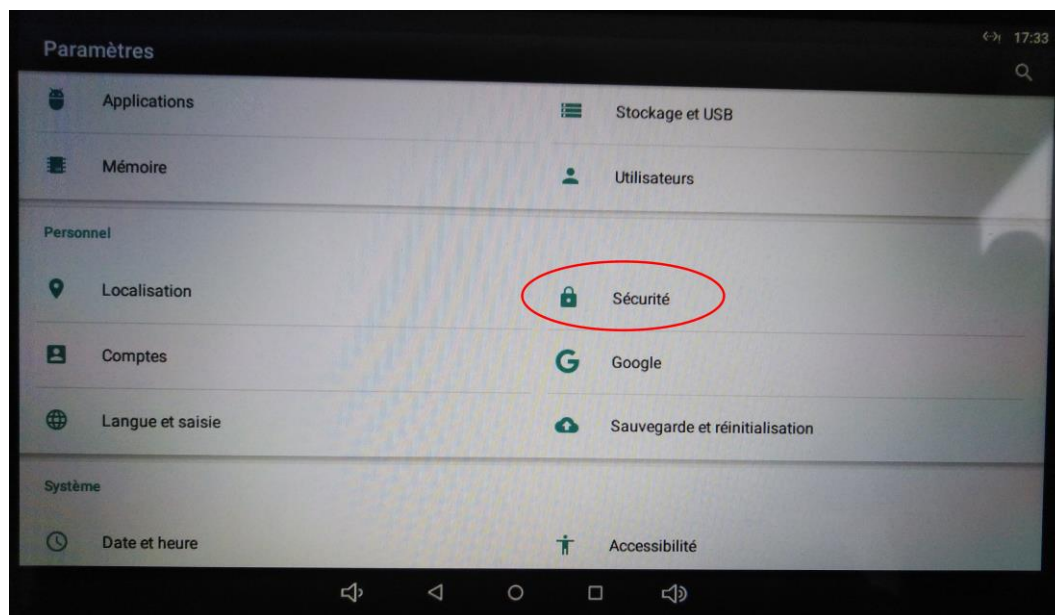 Paramètres
17:33
Applications
Stockage et USB
Mémoire
Utilisateurs
Personnel
Localisation
Sécurité
Comptes
Google
Langue et saisie
Sauvegarde et réinitialisation
Système
Date et heure
Accessibilité